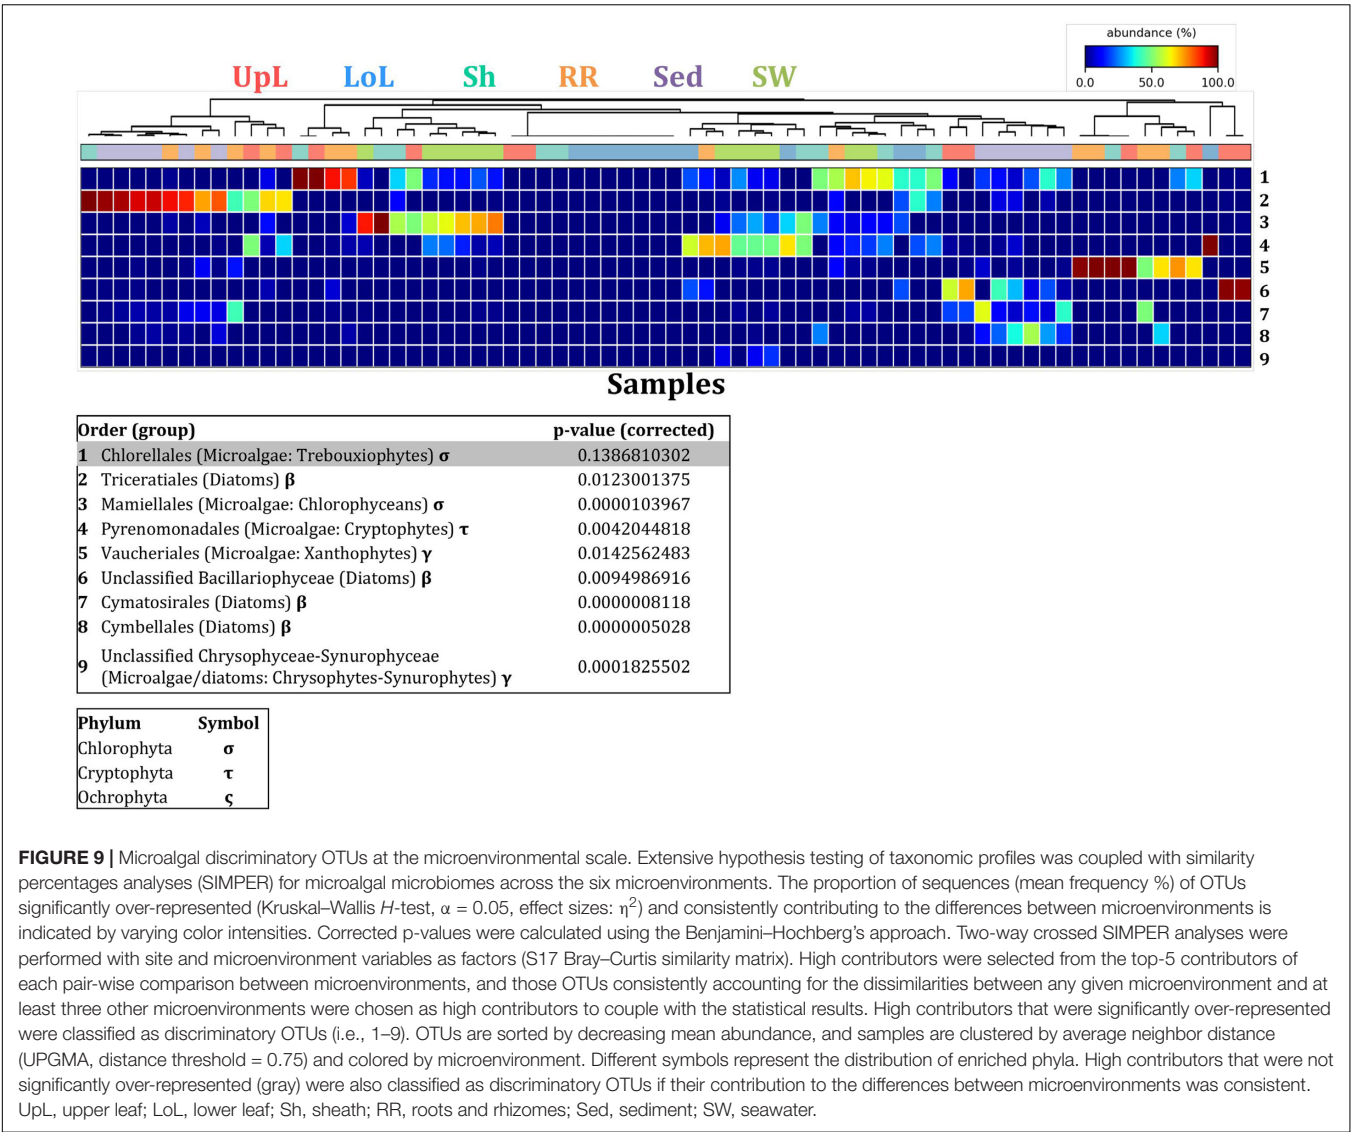 abundance (%)
0.0 50.0 100.0
UpL LoL Sh RR Sed SW
1
2
3
4
5
6
7
8
9
Samples
Order (group) p-value (corrected)
1 Chlorellales (Microalgae: Trebouxiophytes) σ 0.1386810302
2 Triceratiales (Diatoms) β 0.0123001375
3 Mamiellales (Microalgae: Chlorophyceans) σ 0.0000103967
4 Pyrenomonadales (Microalgae: Cryptophytes) τ 0.0042044818
5 Vaucheriales (Microalgae: Xanthophytes) γ 0.0142562483
6 Unclassified Bacillariophyceae (Diatoms) β 0.0094986916
7 Cymatosirales (Diatoms) β 0.0000008118
8 Cymbellales (Diatoms) β 0.0000005028
9 Unclassified Chrysophyceae-Synurophyceae
(Microalgae/diatoms: Chrysophytes-Synurophytes) γ 0.0001825502
Phylum Symbol
Chlorophyta σ
Cryptophyta τ
Ochrophyta ς
FIGURE 9 | Microalgal discriminatory OTUs at the microenvironmental scale. Extensive hypothesis testing of taxonomic profiles was coupled with similarity
percentages analyses (SIMPER) for microalgal microbiomes across the six microenvironments. The proportion of sequences (mean frequency %) of OTUs
significantly over-represented (Kruskal–Wallis H-test, α = 0.05, effect sizes: η²) and consistently contributing to the differences between microenvironments is
indicated by varying color intensities. Corrected p-values were calculated using the Benjamini–Hochberg's approach. Two-way crossed SIMPER analyses were
performed with site and microenvironment variables as factors (S17 Bray–Curtis similarity matrix). High contributors were selected from the top-5 contributors of
each pair-wise comparison between microenvironments, and those OTUs consistently accounting for the dissimilarities between any given microenvironment and at
least three other microenvironments were chosen as high contributors to couple with the statistical results. High contributors that were significantly over-represented
were classified as discriminatory OTUs (i.e., 1–9). OTUs are sorted by decreasing mean abundance, and samples are clustered by average neighbor distance
(UPGMA, distance threshold = 0.75) and colored by microenvironment. Different symbols represent the distribution of enriched phyla. High contributors that were not
significantly over-represented (gray) were also classified as discriminatory OTUs if their contribution to the differences between microenvironments was consistent.
UpL, upper leaf; LoL, lower leaf; Sh, sheath; RR, roots and rhizomes; Sed, sediment; SW, seawater.